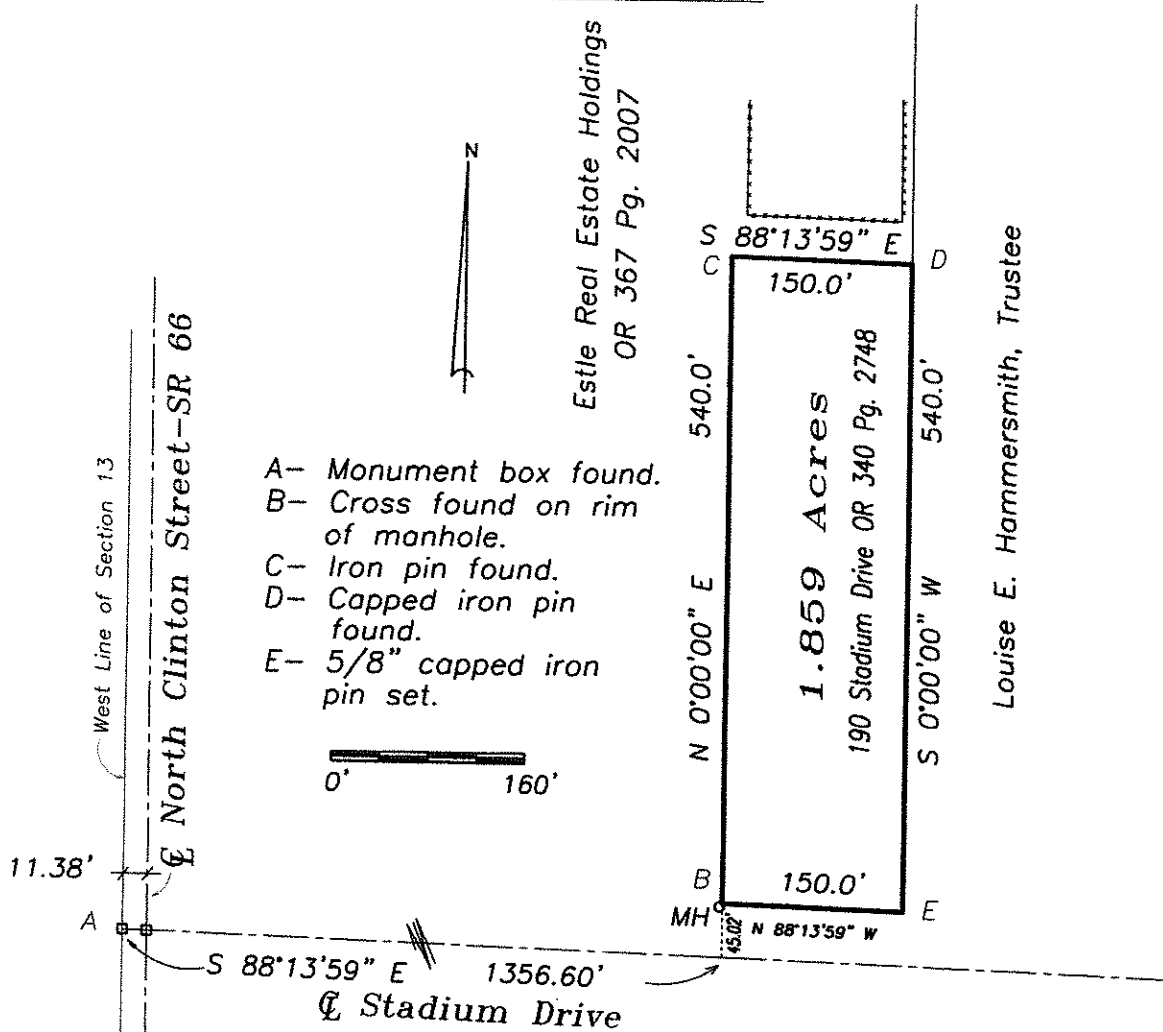 Estle Real Estate Holdings
OR 367 Pg. 2007
N
S 88°13'59" E
C
D
150.0'
540.0'
540.0'
Louise E. Hammersmith, Trustee
1.859 Acres
190 Stadium Drive OR 340 Pg. 2748
N 0°00'00" E
S 0°00'00" W
West Line of Section 13
℄ North Clinton Street-SR 66
A- Monument box found.
B- Cross found on rim
of manhole.
C- Iron pin found.
D- Capped iron pin
found.
E- 5/8" capped iron
pin set.
0' 160'
11.38'
A
B
150.0'
E
MH
45.02'
N 88°13'59" W
S 88°13'59" E
1356.60'
℄ Stadium Drive